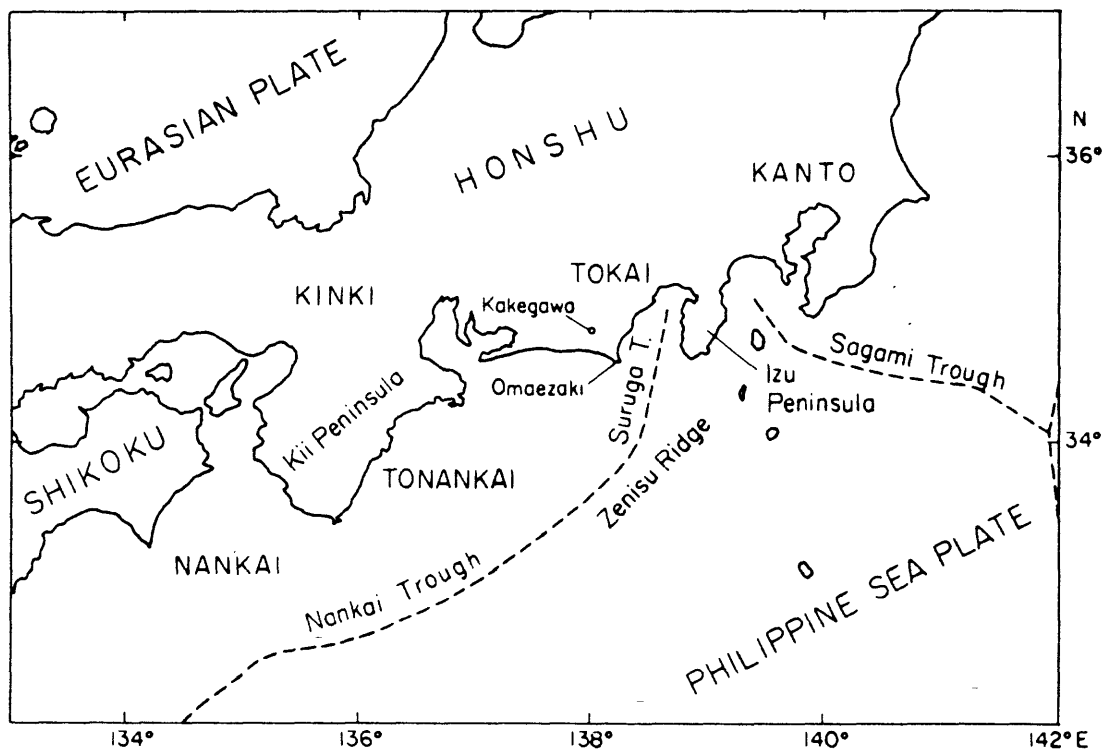 EURASIAN PLATE
HONSHU
N
36°
KANTO
TOKAI
KINKI
Kakegawa
Suruga T.
Sagami Trough
Omaezaki
Izu
Peninsula
Kii Peninsula
34°
SHIKOKU
TONANKAI
Zenisu Ridge
NANKAI
Nankai Trough
PHILIPPINE SEA PLATE
134°
136°
138°
140°
142°E